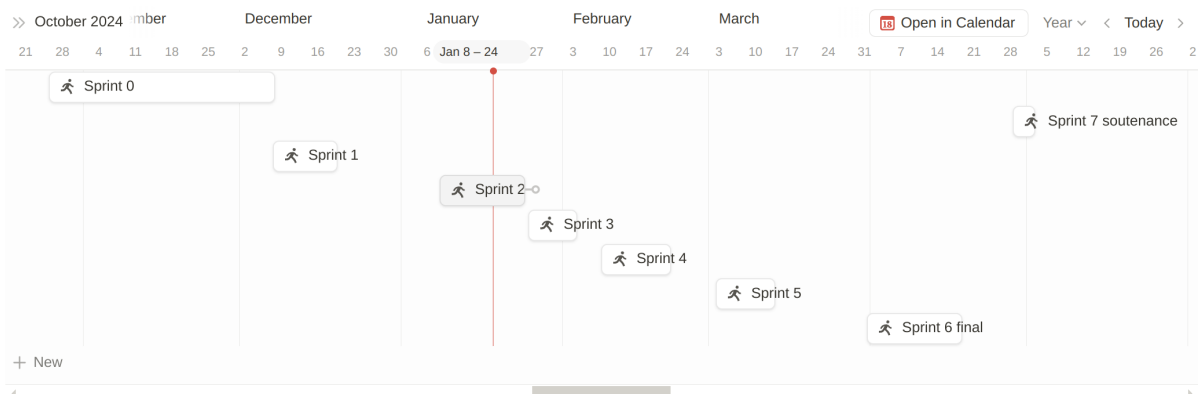 October 2024 mber December January February March 18 Open in Calendar Year Today
21 28 4 11 18 25 2 9 16 23 30 6 Jan 8 – 24 27 3 10 17 24 3 10 17 24 31 7 14 21 28 5 12 19 26 2
Sprint 0
Sprint 7 soutenance
Sprint 1
Sprint 2
Sprint 3
Sprint 4
Sprint 5
Sprint 6 final
New